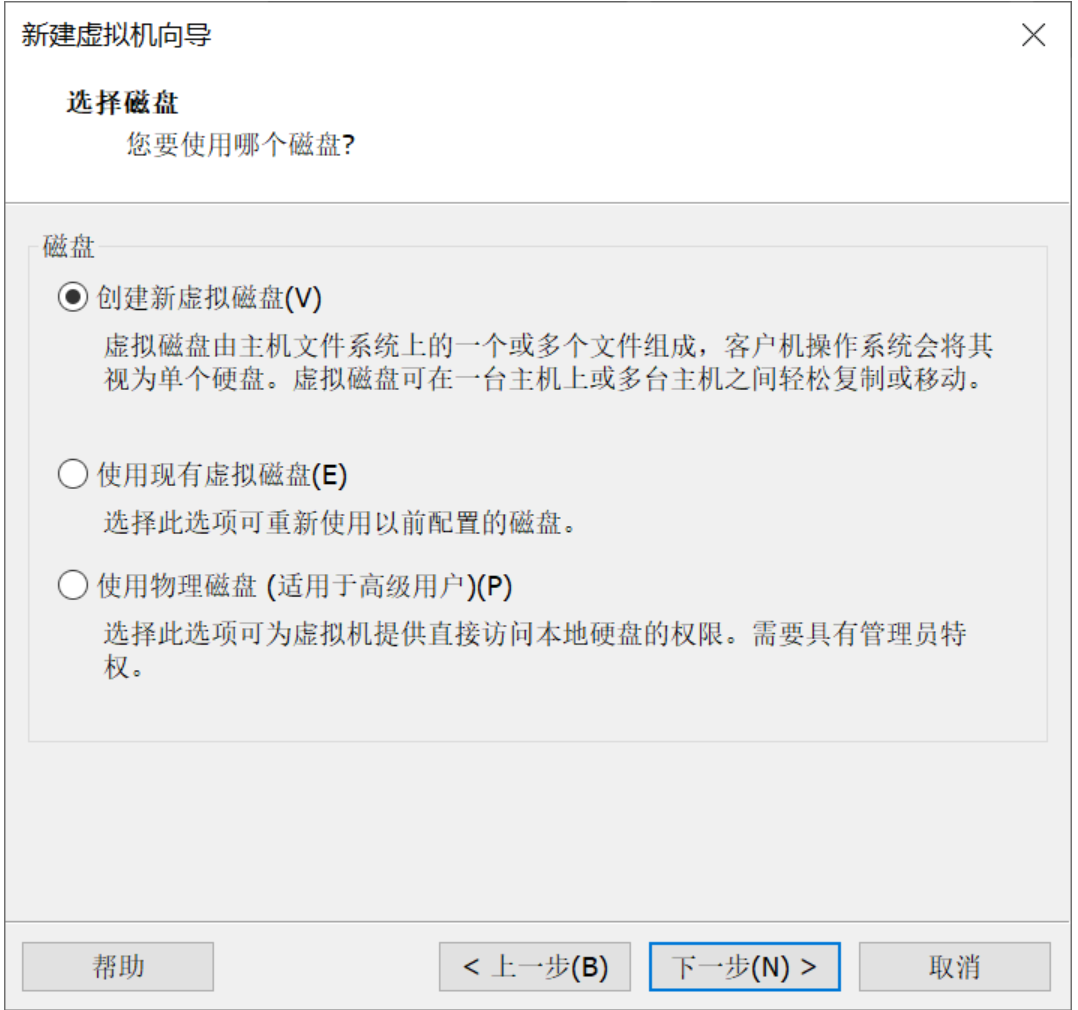 新建虚拟机向导
选择磁盘
您要使用哪个磁盘?
磁盘
创建新虚拟磁盘(V)
虚拟磁盘由主机文件系统上的一个或多个文件组成，客户机操作系统会将其
视为单个硬盘。虚拟磁盘可在一台主机上或多台主机之间轻松复制或移动。
使用现有虚拟磁盘(E)
选择此选项可重新使用以前配置的磁盘。
使用物理磁盘 (适用于高级用户)(P)
选择此选项可为虚拟机提供直接访问本地硬盘的权限。需要具有管理员特
权。
帮助
< 上一步(B)
下一步(N) >
取消